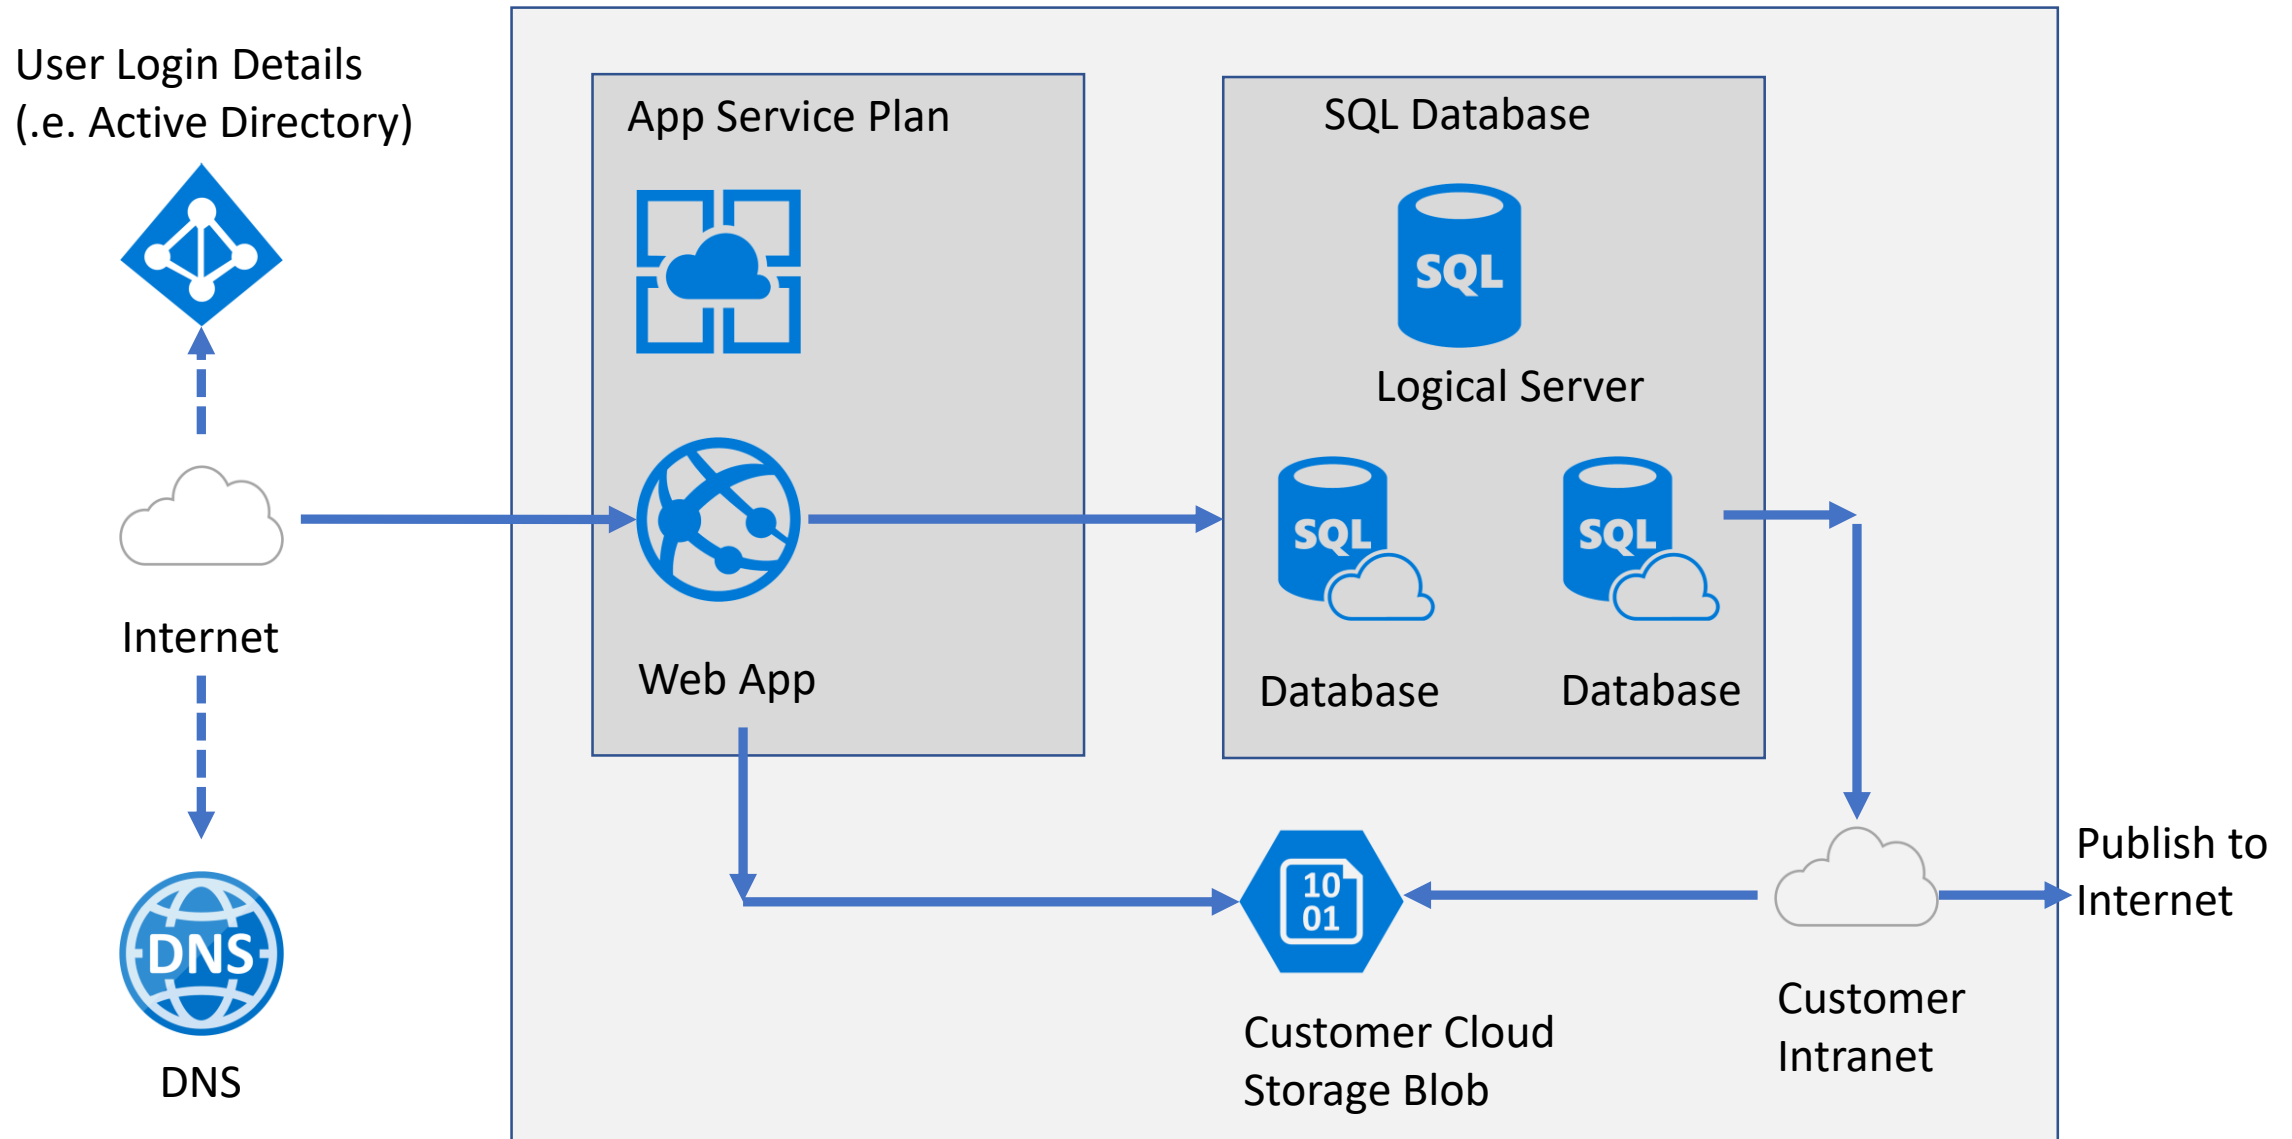 User Login Details
(.e. Active Directory)
App Service Plan
SQL Database
SQL
Logical Server
SQL
SQL
Internet
Web App
Database
Database
DNS
DNS
10
01
Customer Cloud
Storage Blob
Customer
Intranet
Publish to
Internet